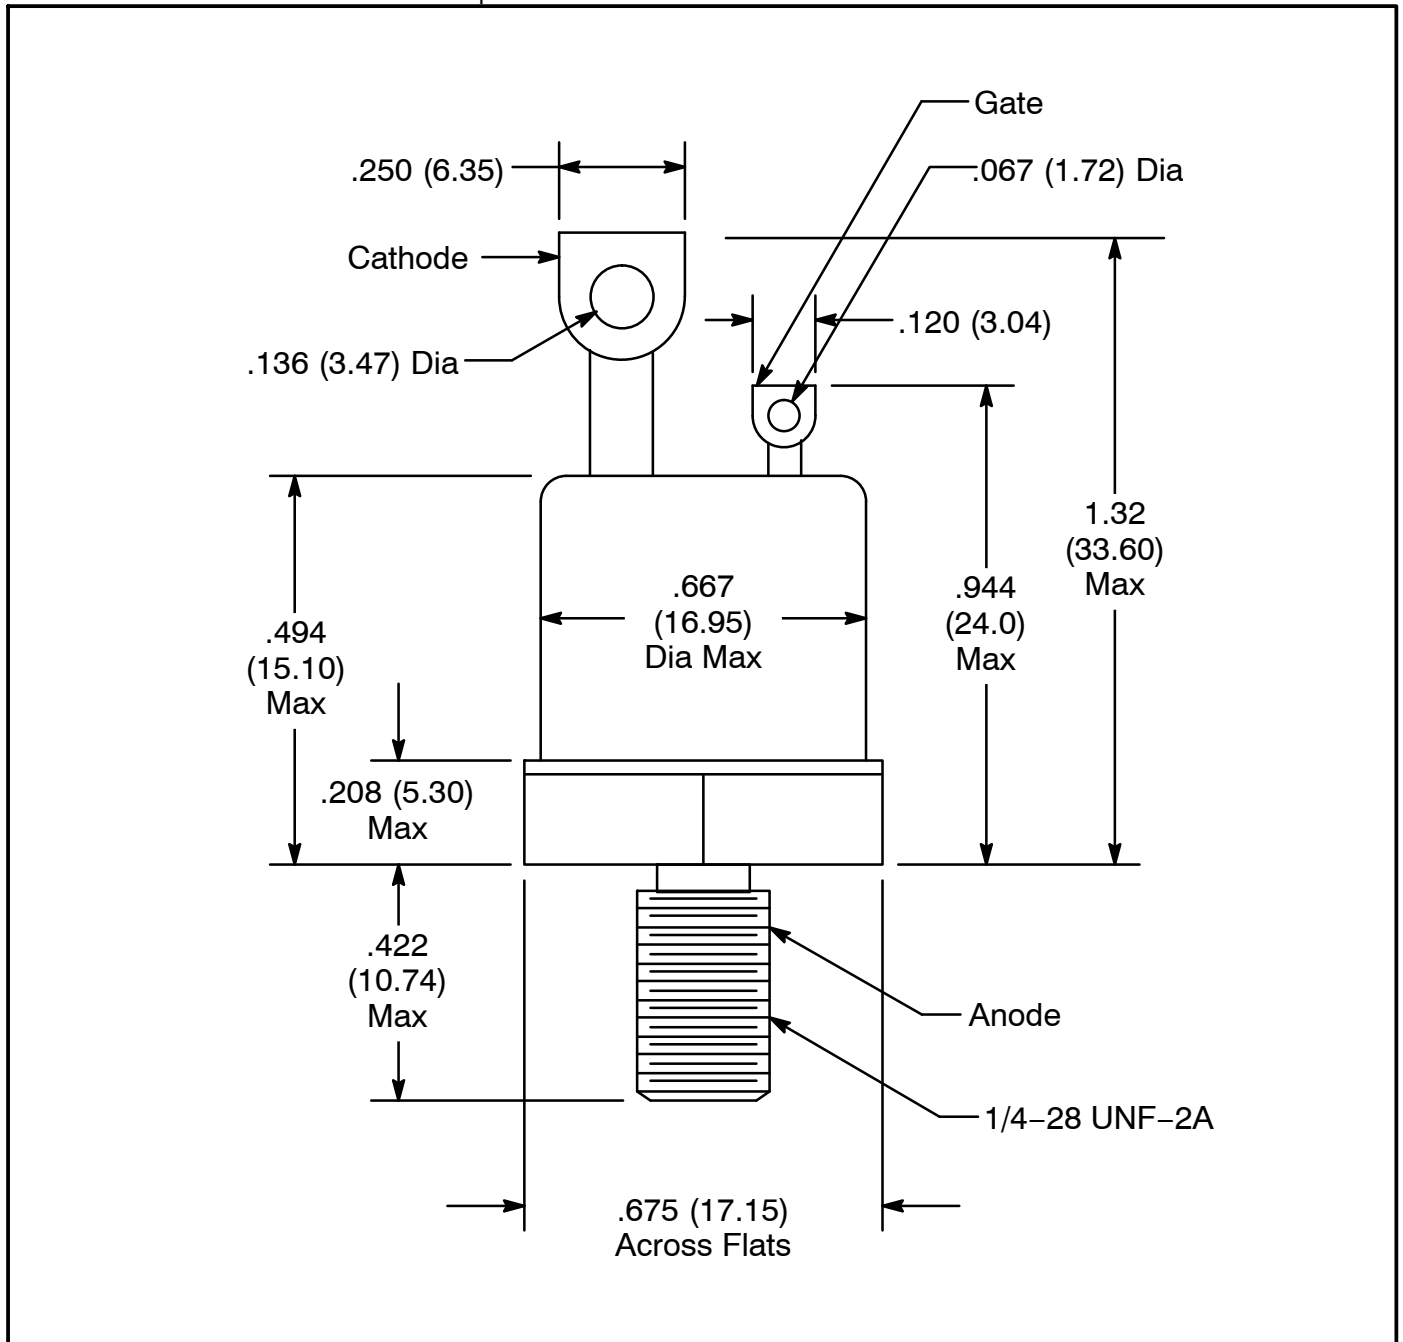 Gate
.250 (6.35)
.067 (1.72) Dia
Cathode
.120 (3.04)
.136 (3.47) Dia
1.32
(33.60)
Max
.667
(16.95)
Dia Max
.944
(24.0)
Max
.494
(15.10)
Max
.208 (5.30)
Max
.422
(10.74)
Max
Anode
1/4–28 UNF–2A
.675 (17.15)
Across Flats